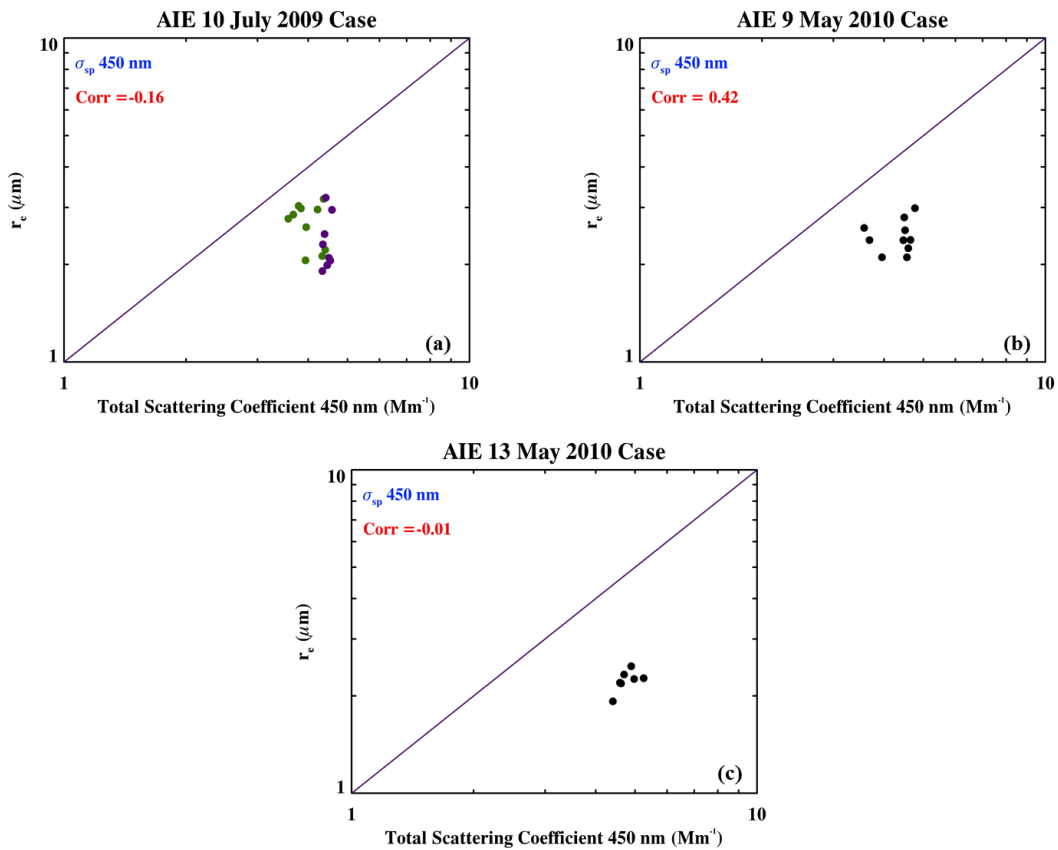 AIE 10 July 2009 Case
10
σsp 450 nm
Corr =-0.16
re (μm)
1
(a)
1
10
Total Scattering Coefficient 450 nm (Mm⁻¹)
AIE 9 May 2010 Case
10
σsp 450 nm
Corr = 0.42
re (μm)
1
(b)
1
10
Total Scattering Coefficient 450 nm (Mm⁻¹)
AIE 13 May 2010 Case
10
σsp 450 nm
Corr =-0.01
re (μm)
1
(c)
1
10
Total Scattering Coefficient 450 nm (Mm⁻¹)